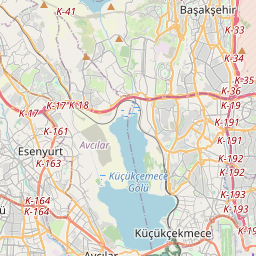 K-41
Başakşehir
K-33
K-34
K-36
K-35
K-17
K-17
K-18
K-19
K-191
K-161
Avcılar
K-191
Esenyurt
K-163
K-192
Küçükçekmece
Gölü
K-192
K-164
K-193
K-164
K-193
Küçükçekmece
Avcılar